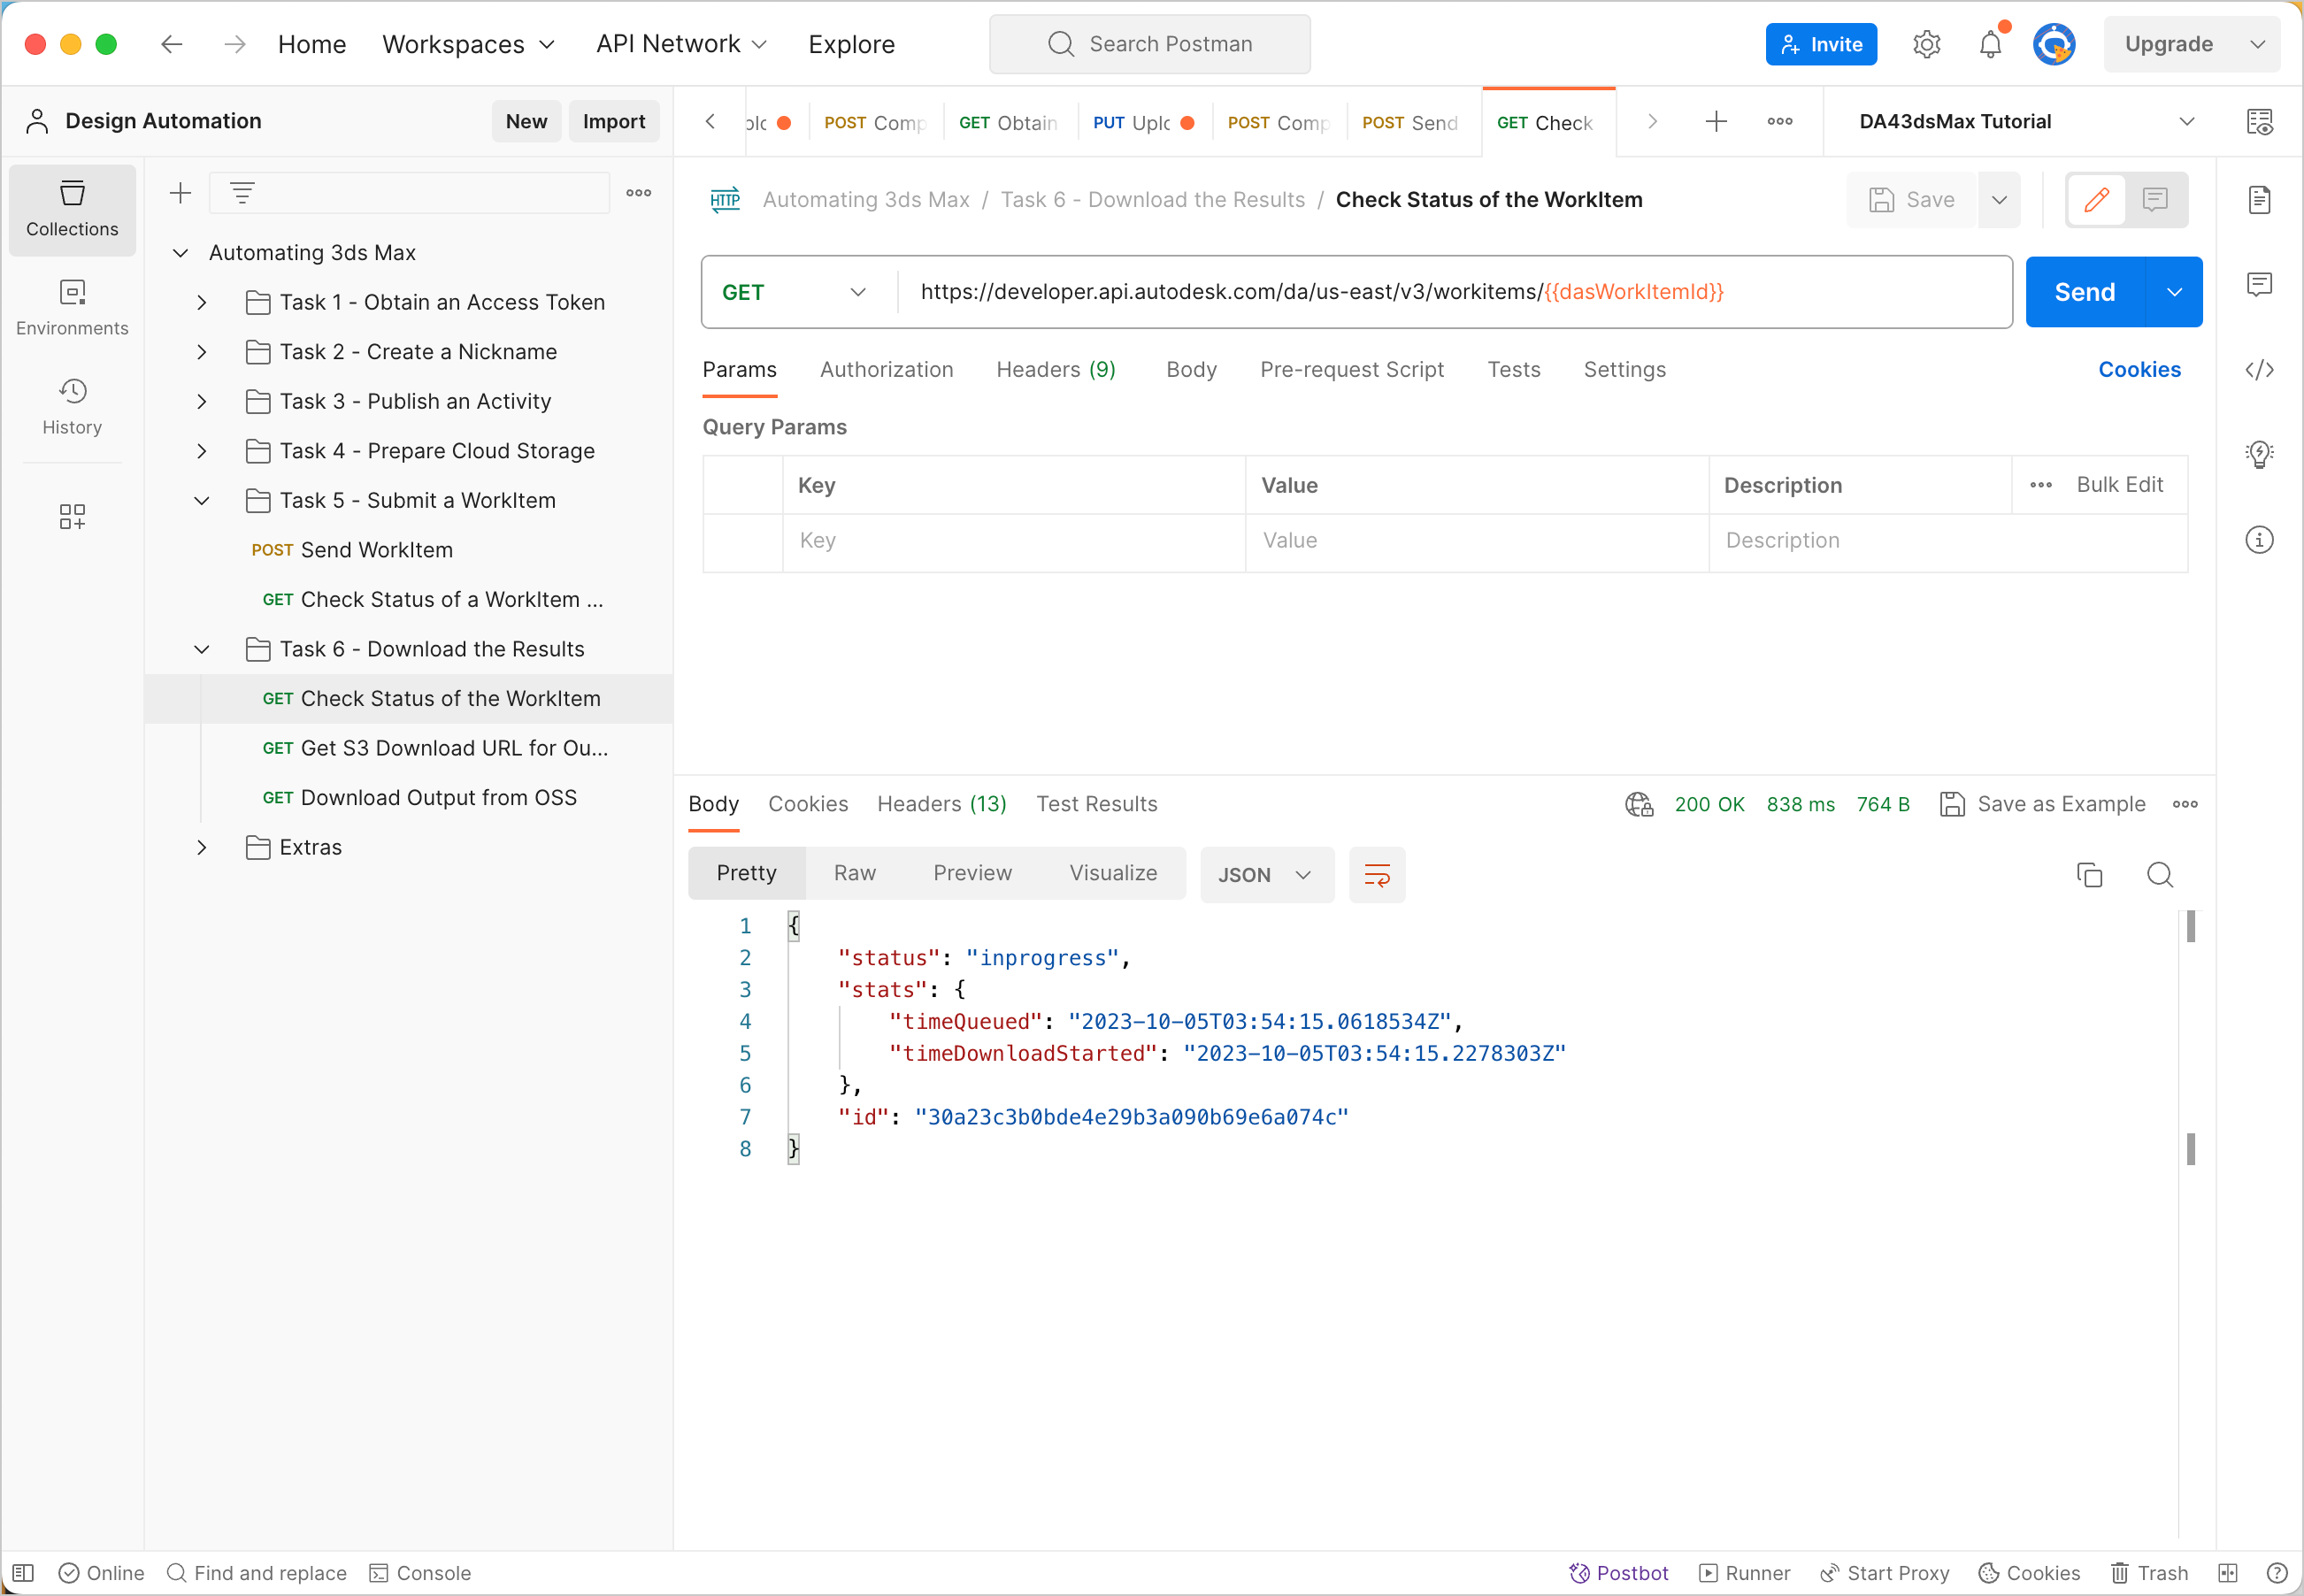 Home Workspaces API Network Explore Search Postman Invite Upgrade
Design Automation New Import
POST Comp GET Obtain PUT Uplo POST Comp POST Send GET Check DA43dsMax Tutorial
Collections
Environments
History
Automating 3ds Max
Task 1 - Obtain an Access Token
Task 2 - Create a Nickname
Task 3 - Publish an Activity
Task 4 - Prepare Cloud Storage
Task 5 - Submit a WorkItem
POST Send WorkItem
GET Check Status of a WorkItem ...
Task 6 - Download the Results
GET Check Status of the WorkItem
GET Get S3 Download URL for Ou...
GET Download Output from OSS
Extras
HTTP Automating 3ds Max / Task 6 - Download the Results / Check Status of the WorkItem Save
GET https://developer.api.autodesk.com/da/us-east/v3/workitems/{{dasWorkItemId}} Send
Params Authorization Headers (9) Body Pre-request Script Tests Settings Cookies
Query Params
Key Value Description Bulk Edit
Key Value Description
Body Cookies Headers (13) Test Results 200 OK 838 ms 764 B Save as Example
Pretty Raw Preview Visualize JSON
1 {
2 "status": "inprogress",
3 "stats": {
4 "timeQueued": "2023-10-05T03:54:15.0618534Z",
5 "timeDownloadStarted": "2023-10-05T03:54:15.2278303Z"
6 },
7 "id": "30a23c3b0bde4e29b3a090b69e6a074c"
8 }
Online Find and replace Console Postbot Runner Start Proxy Cookies Trash